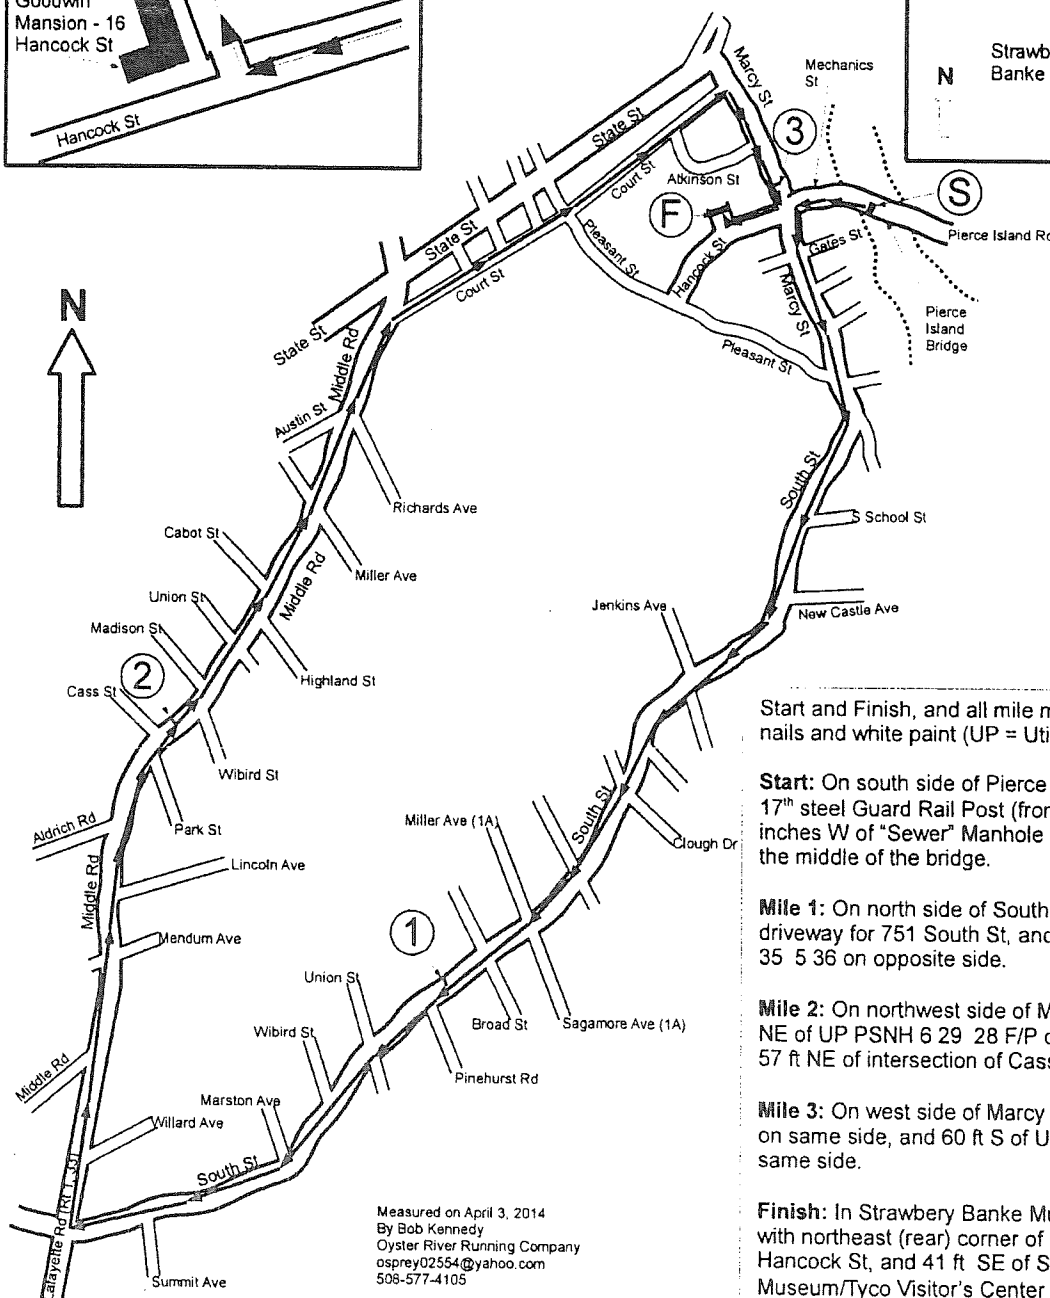 Goodwin
Mansion - 16
Hancock St
Hancock St
Strawb
Banke
N
Marcy St
Mechanics
St
3
State St
Court St
Atkinson St
F
S
Pierce Island Rd
Gates St
Pleasant St
Hancock St
Marcy St
State St
Court St
Pierce
Island
Bridge
N
State St
Middle Rd
Pleasant St
Austin St
South St
Richards Ave
S School St
Cabot St
Miller Ave
Middle Rd
Union St
Jenkins Ave
New Castle Ave
Madison St
2
Highland St
Cass St
Wibird St
Aldrich Rd
Park St
Miller Ave (1A)
South St
Clough Dr
Lincoln Ave
Middle Rd
Mendum Ave
1
Union St
Wibird St
Broad St
Sagamore Ave (1A)
Middle Rd
Pinehurst Rd
Marston Ave
Willard Ave
South St
Lafayette Rd (Rt 1, 33)
Summit Ave
Measured on April 3, 2014
By Bob Kennedy
Oyster River Running Company
osprey02554@yahoo.com
508-577-4105
Start and Finish, and all mile m
nails and white paint (UP = Uti
Start: On south side of Pierce
17th steel Guard Rail Post (fror
inches W of "Sewer" Manhole
the middle of the bridge.
Mile 1: On north side of South
driveway for 751 South St, and
35 5 36 on opposite side.
Mile 2: On northwest side of M
NE of UP PSNH 6 29 28 F/P o
57 ft NE of intersection of Cass
Mile 3: On west side of Marcy
on same side, and 60 ft S of U
same side.
Finish: In Strawbery Banke Mu
with northeast (rear) corner of
Hancock St, and 41 ft SE of S
Museum/Tyco Visitor's Center